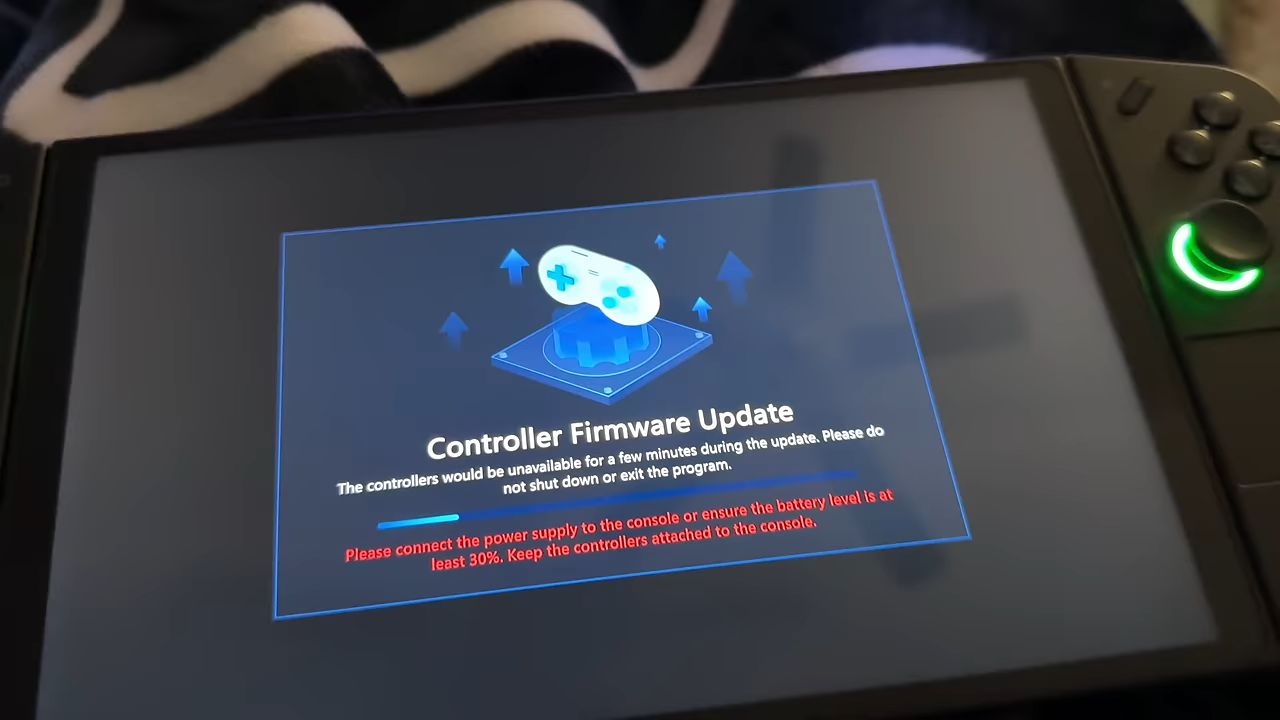 Controller Firmware Update
The controllers would be unavailable for a few minutes during the update. Please do
not shut down or exit the program.
Please connect the power supply to the console or ensure the battery level is at
least 30%. Keep the controllers attached to the console.